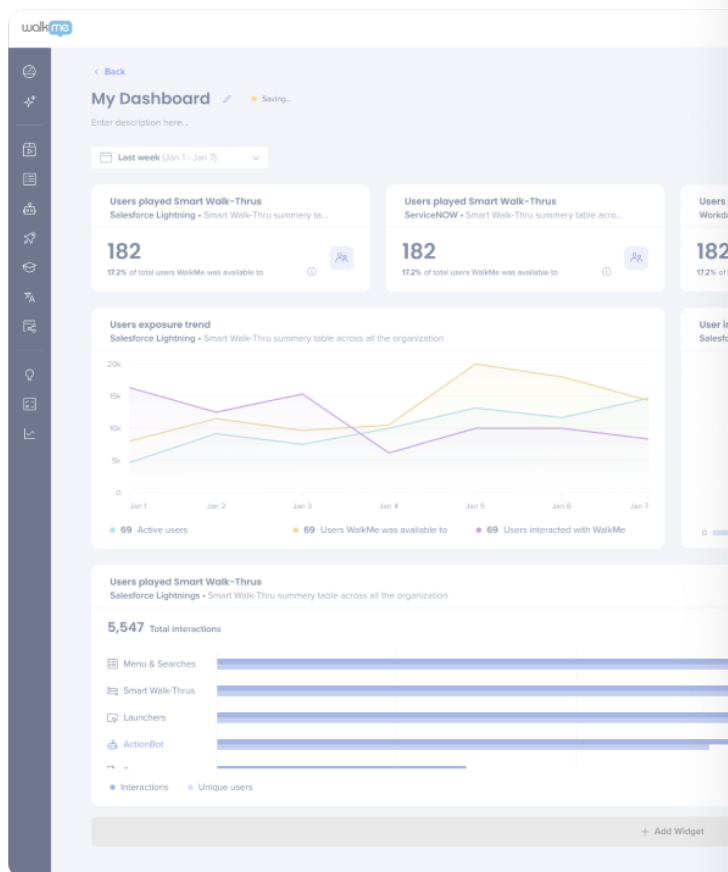 walkme
Back
My Dashboard
Saving...
Enter description here...
Last week (Jan 1 - Jan 7)
Users played Smart Walk-Thrus
Salesforce Lightning • Smart Walk-Thru summery ta...
182
17.2% of total users WalkMe was available to
Users played Smart Walk-Thrus
ServiceNOW • Smart Walk-Thru summery table acro...
182
17.2% of total users WalkMe was available to
Users
Workd
182
17.2% of
Users exposure trend
Salesforce Lightning • Smart Walk-Thru summery table across all the organization
20k
15k
10k
5k
0
Jan 1 Jan 2 Jan 3 Jan 4 Jan 5 Jan 6 Jan 7
69 Active users 69 Users WalkMe was available to 69 Users interacted with WalkMe
User in
Salesfo
0
Users played Smart Walk-Thrus
Salesforce Lightnings • Smart Walk-Thru summery table across all the organization
5,547 Total interactions
Menu & Searches
Smart Walk-Thrus
Launchers
ActionBot
Interactions Unique users
+ Add Widget